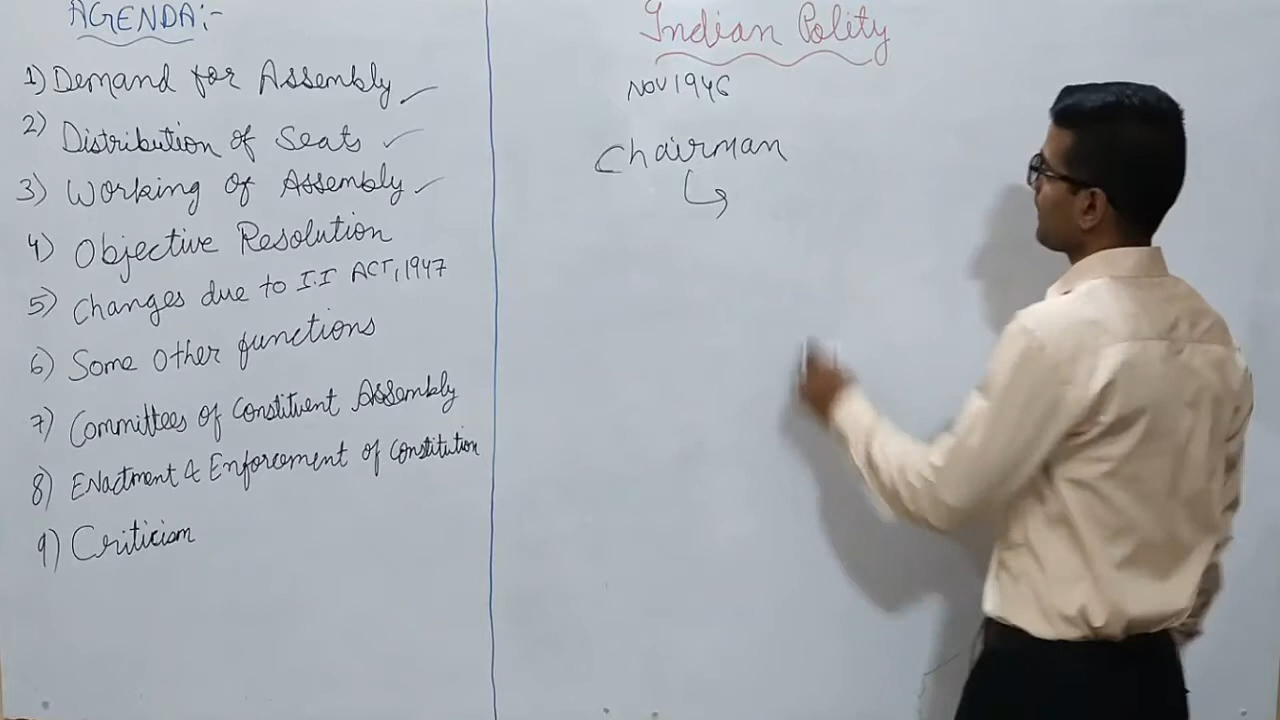 AGENDA:-
1) Demand for Assembly
2) Distribution of Seats
3) Working of Assembly
4) Objective Resolution
5) Changes due to I.I ACT, 1947
6) Some Other functions
7) Committees of Constituent Assembly
8) Enactment & Enforcement of Constitution
9) Criticism
Indian Polity
Nov 1946
Chairman